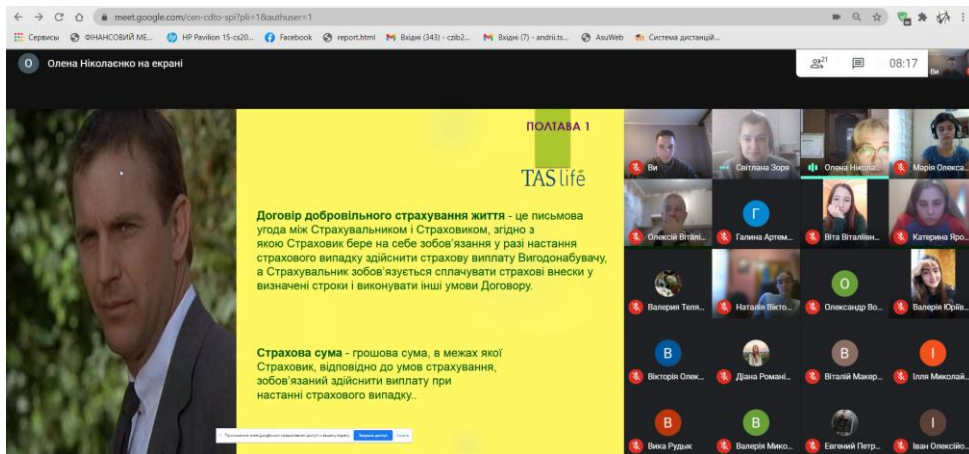 meet.google.com/cen-cdto-spi?pli=1&authuser=1
Сервисы
ФІНАНСОВИЙ МЕ...
HP Pavilion 15-cs20...
Facebook
report.html
Вхідні (343) - czib2...
Вхідні (7) - andrii.ts...
AsuWeb
Система дистанцій...
О Олена Ніколаєнко на екрані
21
08:17
Ви
ПОЛТАВА 1
TAS life
Договір добровільного страхування життя - це письмова
угода між Страхувальником і Страховиком, згідно з
якою Страховик бере на себе зобов'язання у разі настання
страхового випадку здійснити страхову виплату Вигодонабувачу,
а Страхувальник зобов'язується сплачувати страхові внески у
визначені строки і виконувати інші умови Договору.
Страхова сума - грошова сума, в межах якої
Страховик, відповідно до умов страхування,
зобов'язаний здійснити виплату при
настанні страхового випадку..
Ви
Світлана Зоря
Олена Нікола...
Марія Олекса...
Олексій Віталі...
Г
Галина Артем...
Віта Віталіївн...
Катерина Яро...
Валерия Теля...
Наталія Вікто...
О
Олександр Во...
Валерія Юріїв...
В
Вікторія Олек...
Діана Романі...
В
Віталій Макер...
І
Ілля Миколай...
В
Вика Рудык
В
Валерія Мико...
Евгений Петр...
І
Іван Олексійо...